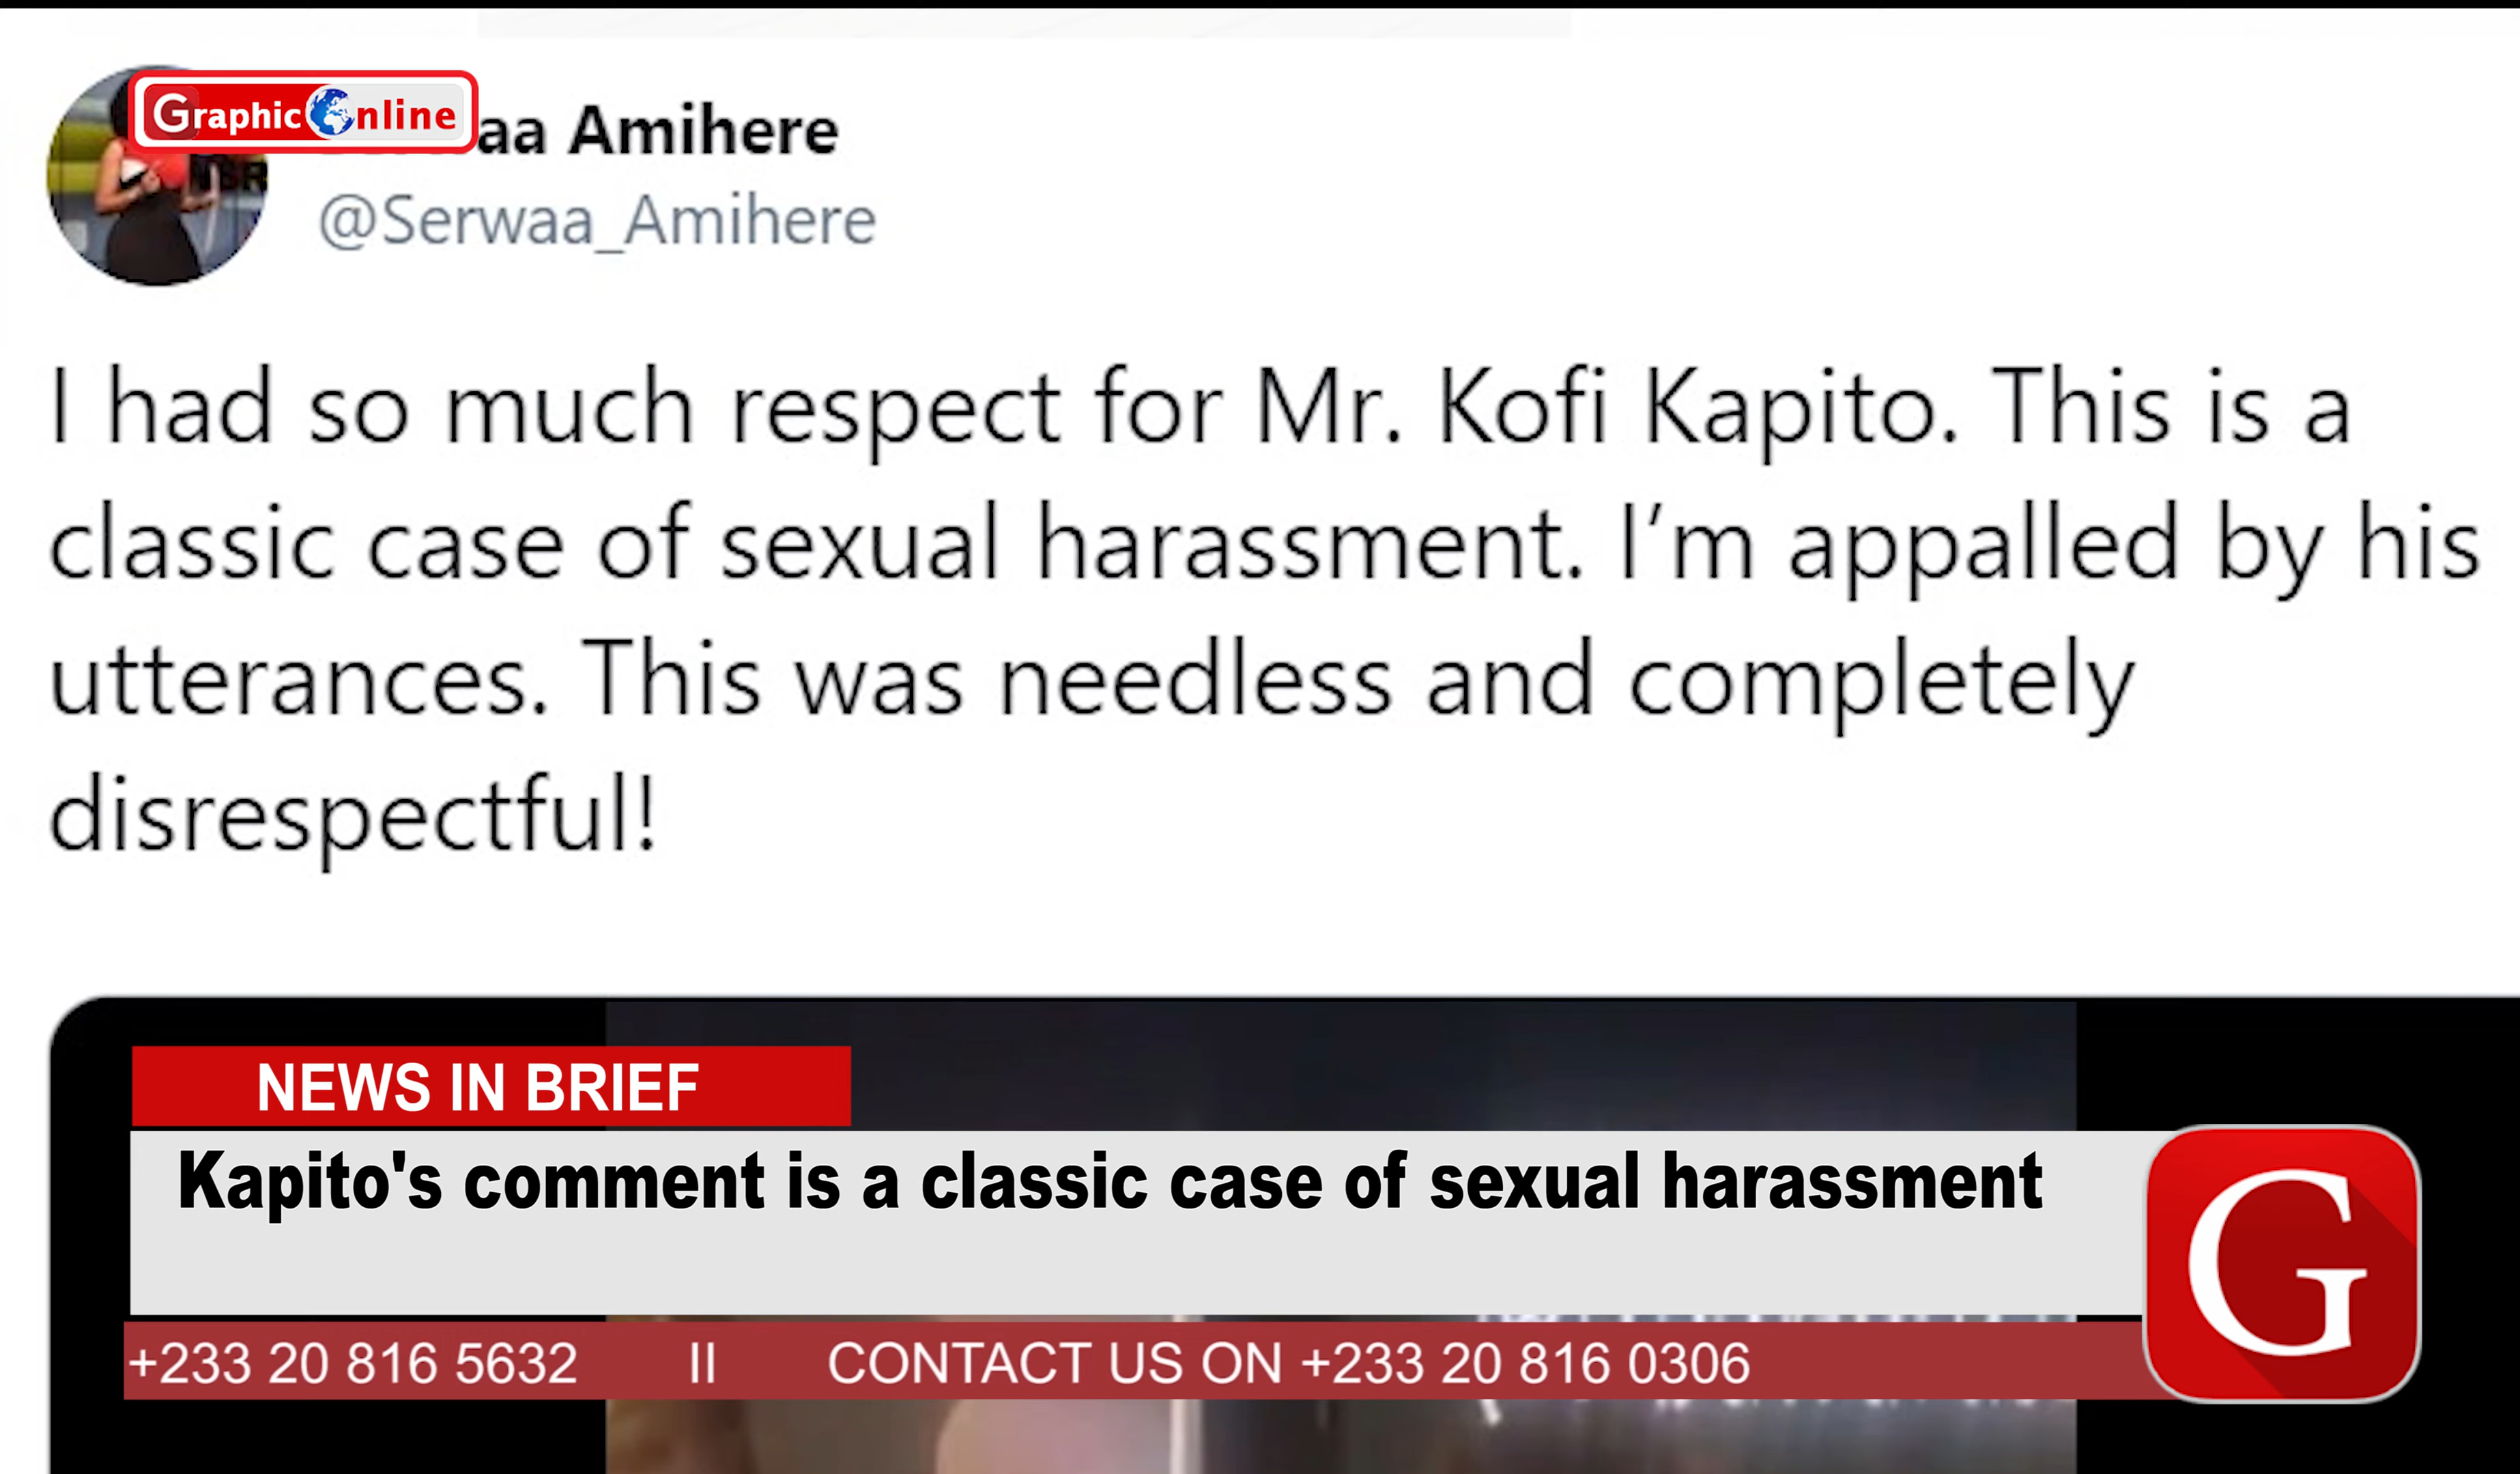 Graphic Online
aa Amihere
@Serwaa_Amihere
I had so much respect for Mr. Kofi Kapito. This is a
classic case of sexual harassment. I'm appalled by his
utterances. This was needless and completely
disrespectful!
NEWS IN BRIEF
Kapito's comment is a classic case of sexual harassment
G
+233 20 816 5632 II CONTACT US ON +233 20 816 0306